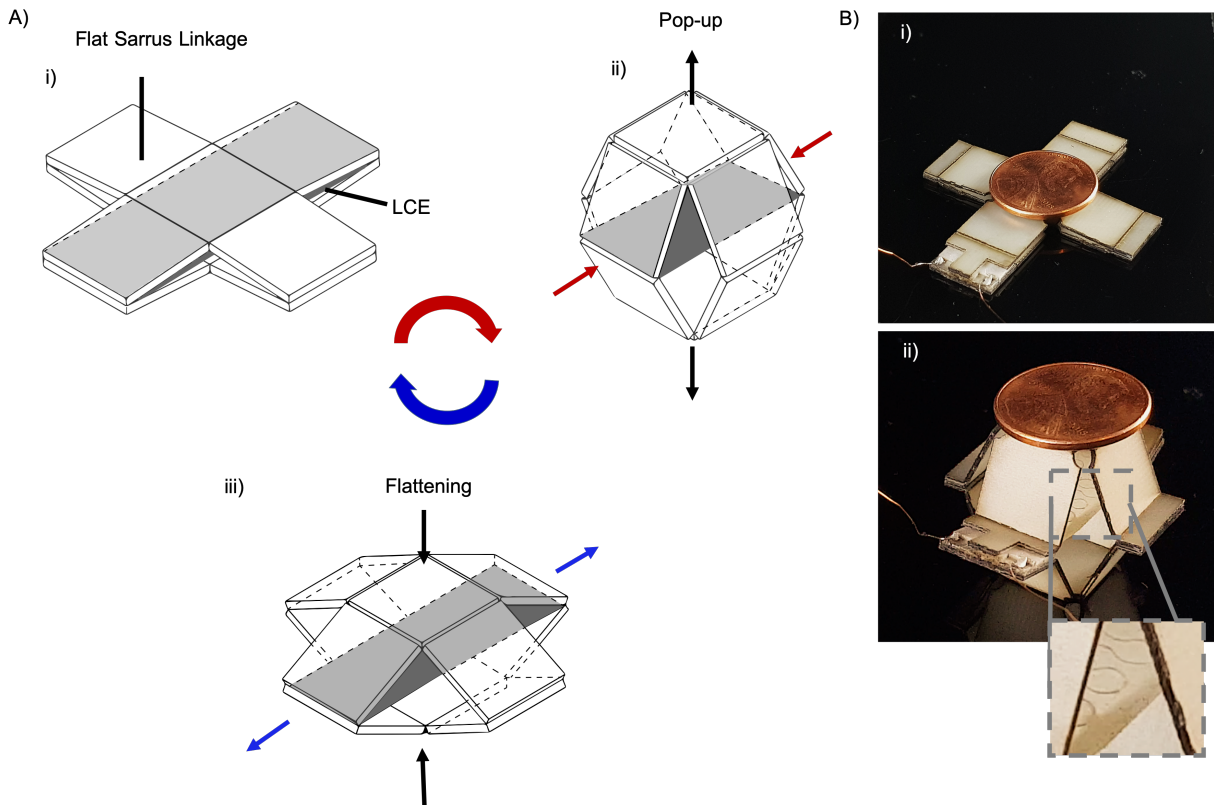 A)
Flat Sarrus Linkage
i)
LCE
Pop-up
ii)
iii)
Flattening
B)
i)
ii)